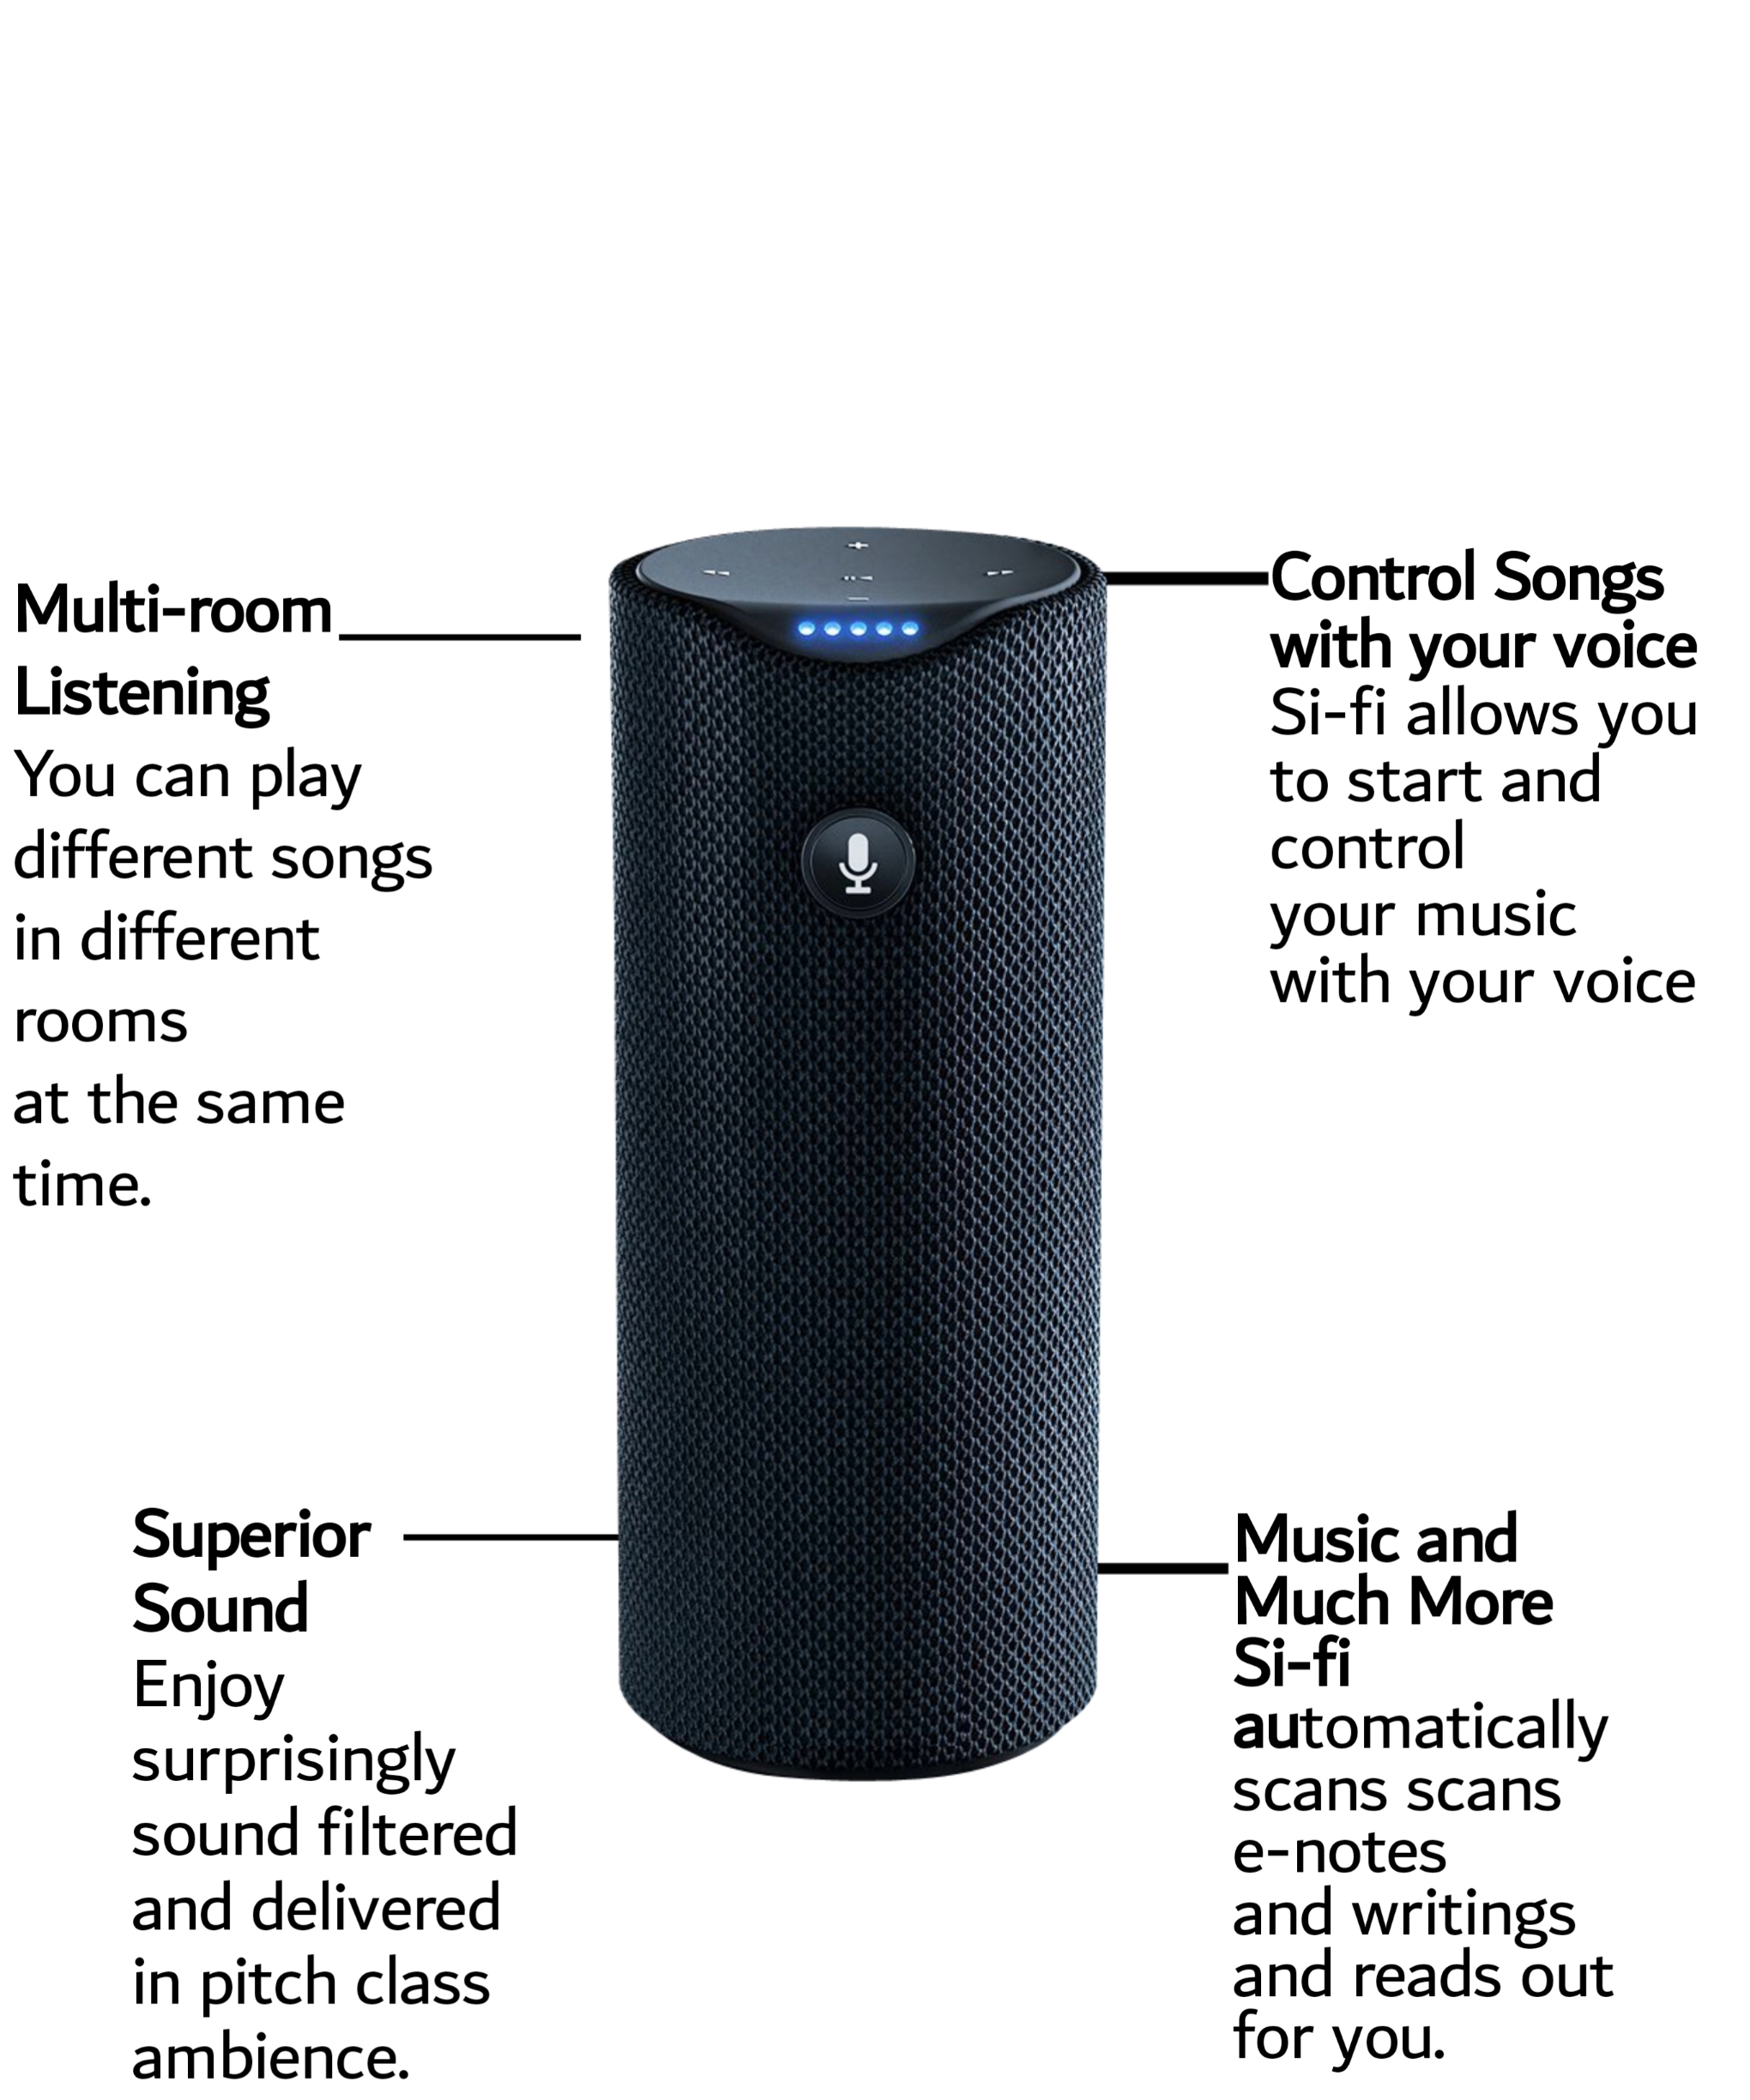 Multi-room
Listening
You can play
different songs
in different
rooms
at the same
time.
Control Songs
with your voice
Si-fi allows you
to start and
control
your music
with your voice
Superior
Sound
Enjoy
surprisingly
sound filtered
and delivered
in pitch class
ambience.
Music and
Much More
Si-fi
automatically
scans scans
e-notes
and writings
and reads out
for you.